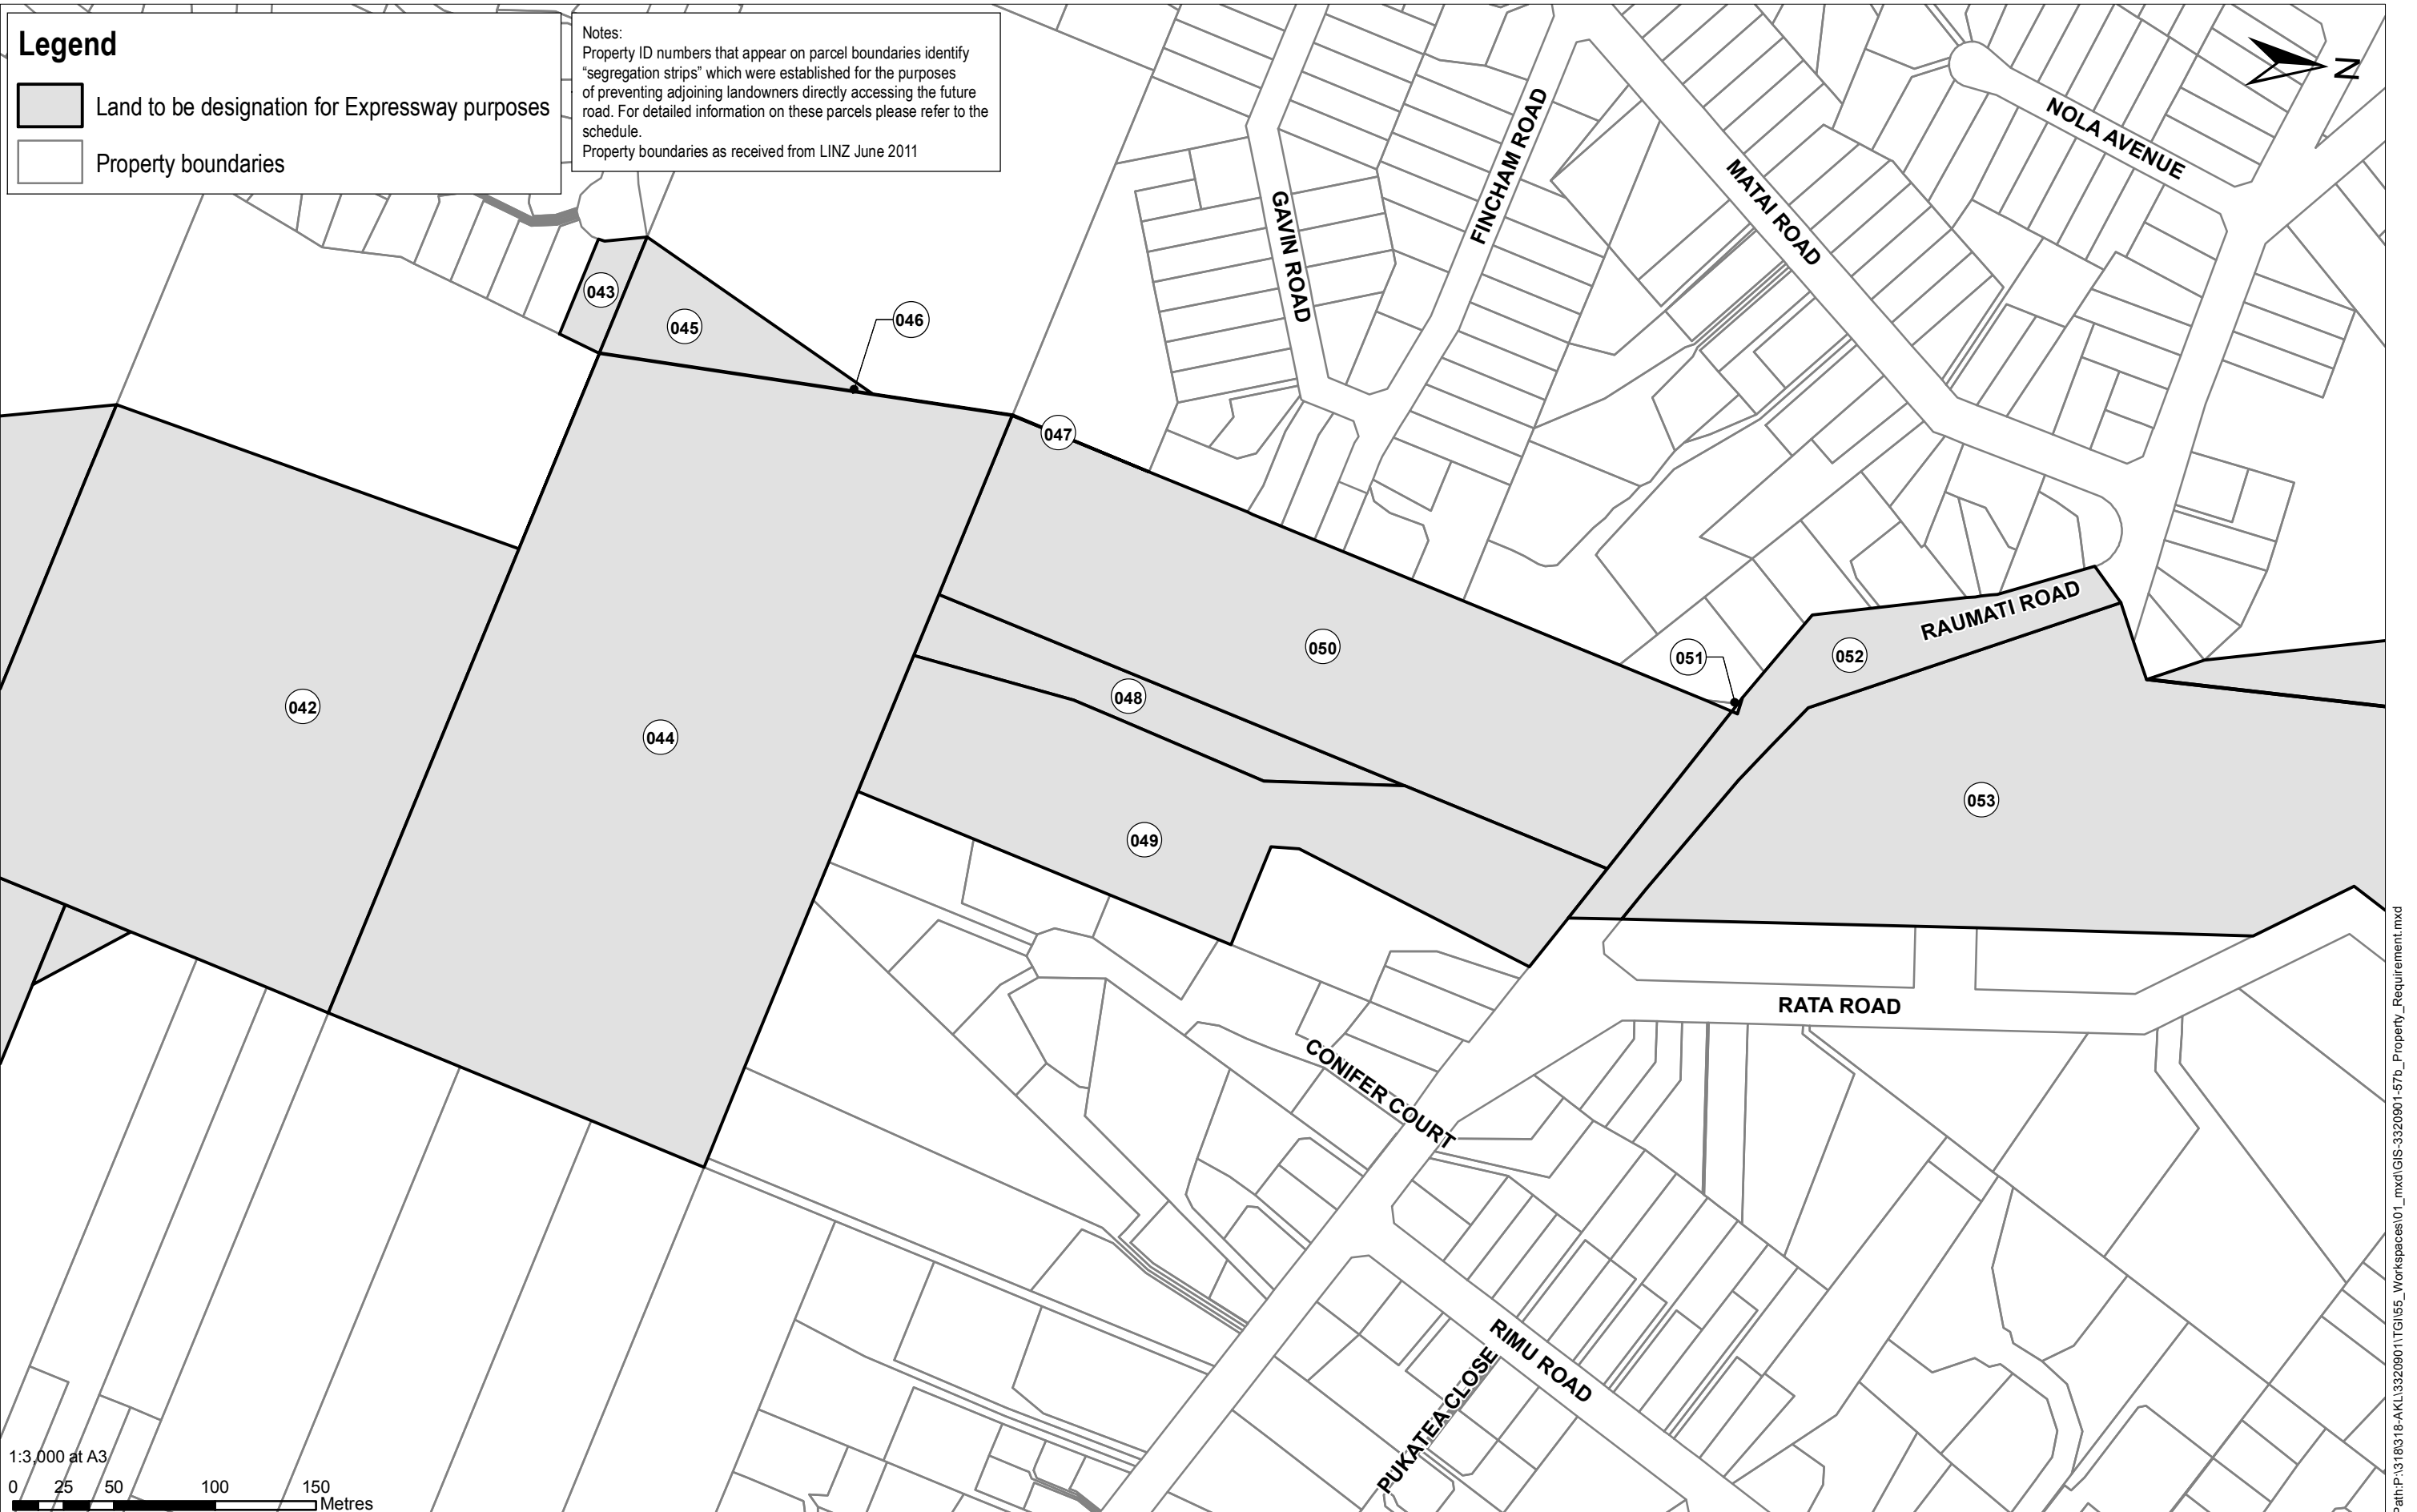 Legend
Land to be designation for Expressway purposes
Property boundaries
Notes:
Property ID numbers that appear on parcel boundaries identify
“segregation strips” which were established for the purposes
of preventing adjoining landowners directly accessing the future
road. For detailed information on these parcels please refer to the
schedule.
Property boundaries as received from LINZ June 2011
N
NOLA AVENUE
FINCHAM ROAD
MATAI ROAD
GAVIN ROAD
043
045
046
047
RAUMATI ROAD
050
051
052
048
042
044
053
049
RATA ROAD
CONIFER COURT
RIMU ROAD
PUKATEA CLOSE
1:3,000 at A3
0 25 50 100 150
Metres
Path:P:\318\318-AKL\3320901\TGI\55_Workspaces\01_mxd\GIS-3320901-57b_Property_Requirement.mxd